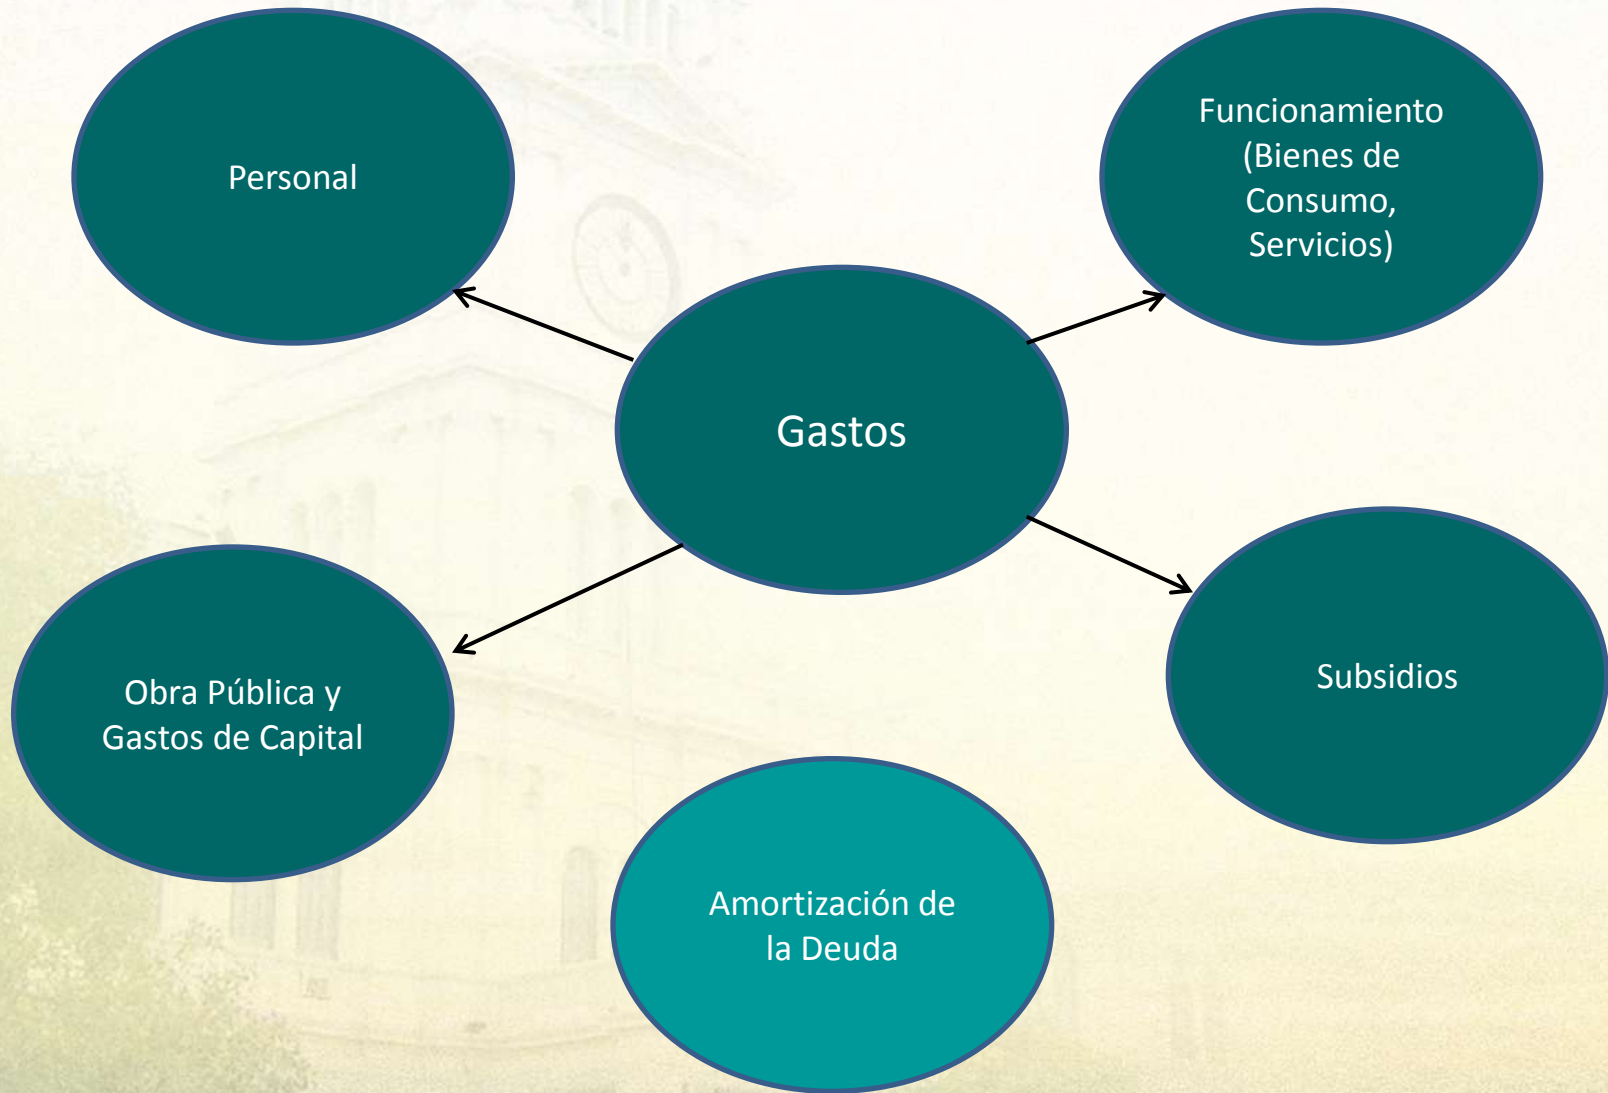 Personal
Funcionamiento
(Bienes de
Consumo,
Servicios)
Gastos
Obra Pública y
Gastos de Capital
Subsidios
Amortización de
la Deuda